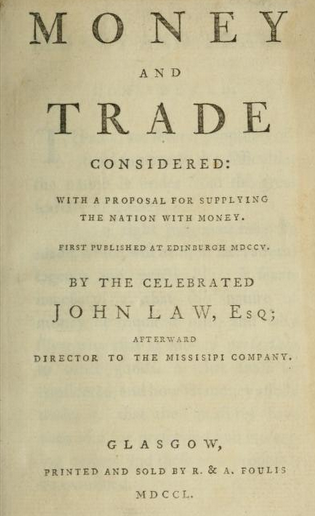 MONEY
AND
TRADE
CONSIDERED:
WITH A PROPOSAL FOR SUPPLYING
THE NATION WITH MONEY.
FIRST PUBLISHED AT EDINBURGH MDCCV.
BY THE CELEBRATED
JOHN LAW, Esq;
AFTERWARD
DIRECTOR TO THE MISSISIPI COMPANY.
GLASGOW,
PRINTED AND SOLD BY R. & A. FOULIS
MDCCL.